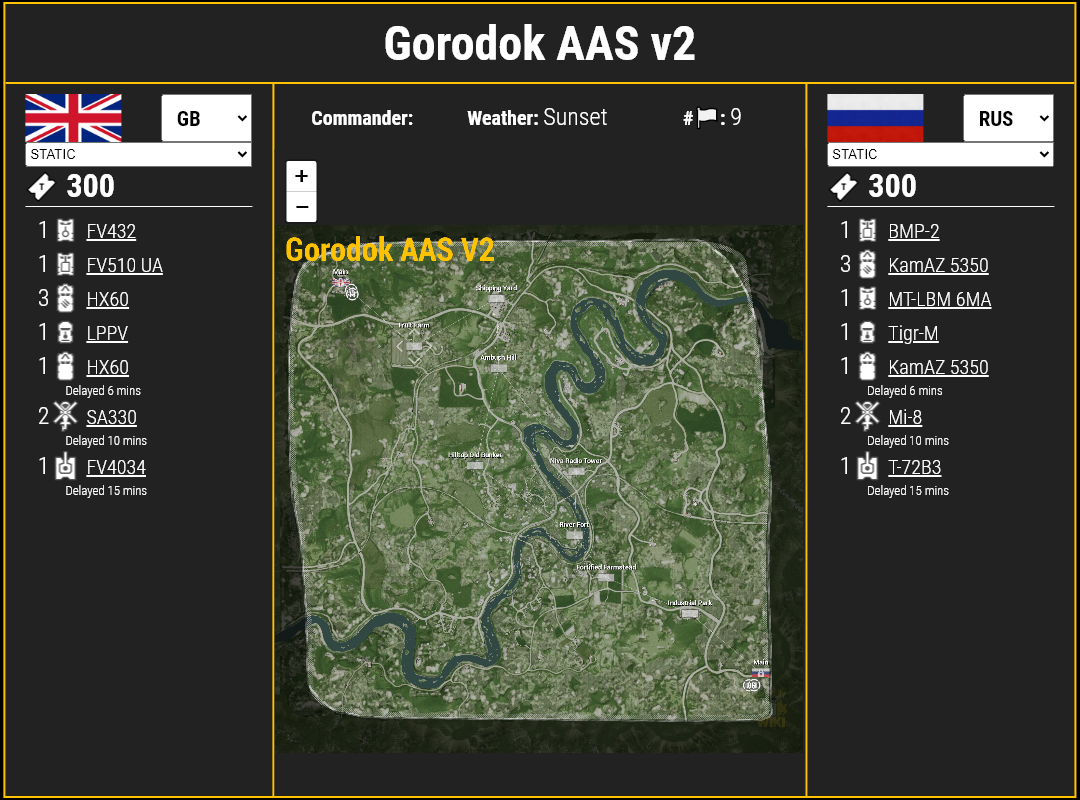 Gorodok AAS v2
GB
STATIC
T 300
1 FV432
1 FV510 UA
3 HX60
1 LPPV
1 HX60
Delayed 6 mins
2 SA330
Delayed 10 mins
1 FV4034
Delayed 15 mins
Commander: Weather: Sunset # : 9
+
−
Gorodok AAS V2
Main
Shipping Yard
Fruit Farm
Ambush Hill
Hilltop Old Bunker
Niva Radio Tower
River Fort
Fortified Farmstead
Industrial Park
Main
RUS
STATIC
T 300
1 BMP-2
3 KamAZ 5350
1 MT-LBM 6MA
1 Tigr-M
1 KamAZ 5350
Delayed 6 mins
2 Mi-8
Delayed 10 mins
1 T-72B3
Delayed 15 mins